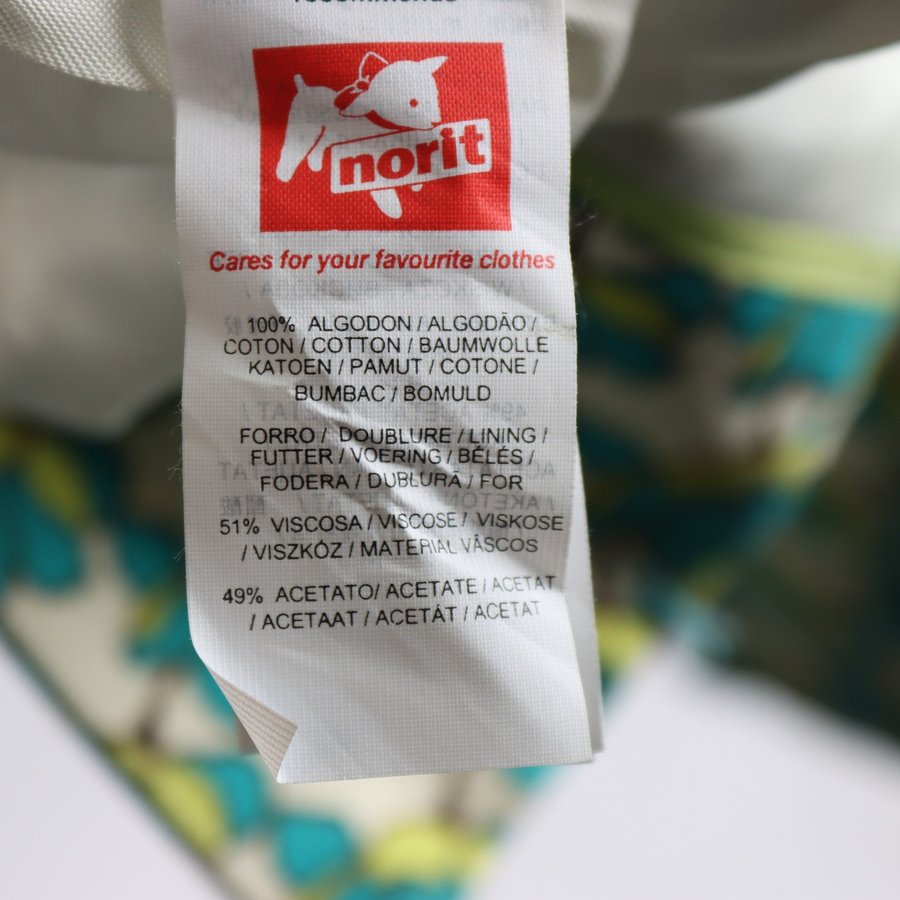 norit
Cares for your favourite clothes
100% ALGODON / ALGODÃO /
COTON / COTTON / BAUMWOLLE
KATOEN / PAMUT / COTONE /
BUMBAC / BOMULD
FORRO / DOUBLURE / LINING /
FUTTER / VOERING / BÉLÉS /
FODERA / DUBLURĂ / FOR
51% VISCOSA / VISCOSE / VISKOSE
/ VISZKÓZ / MATERIAL VÂSCOS
49% ACETATO/ ACETATE / ACETAT
/ ACETAAT / ACETÁT / ACETAT